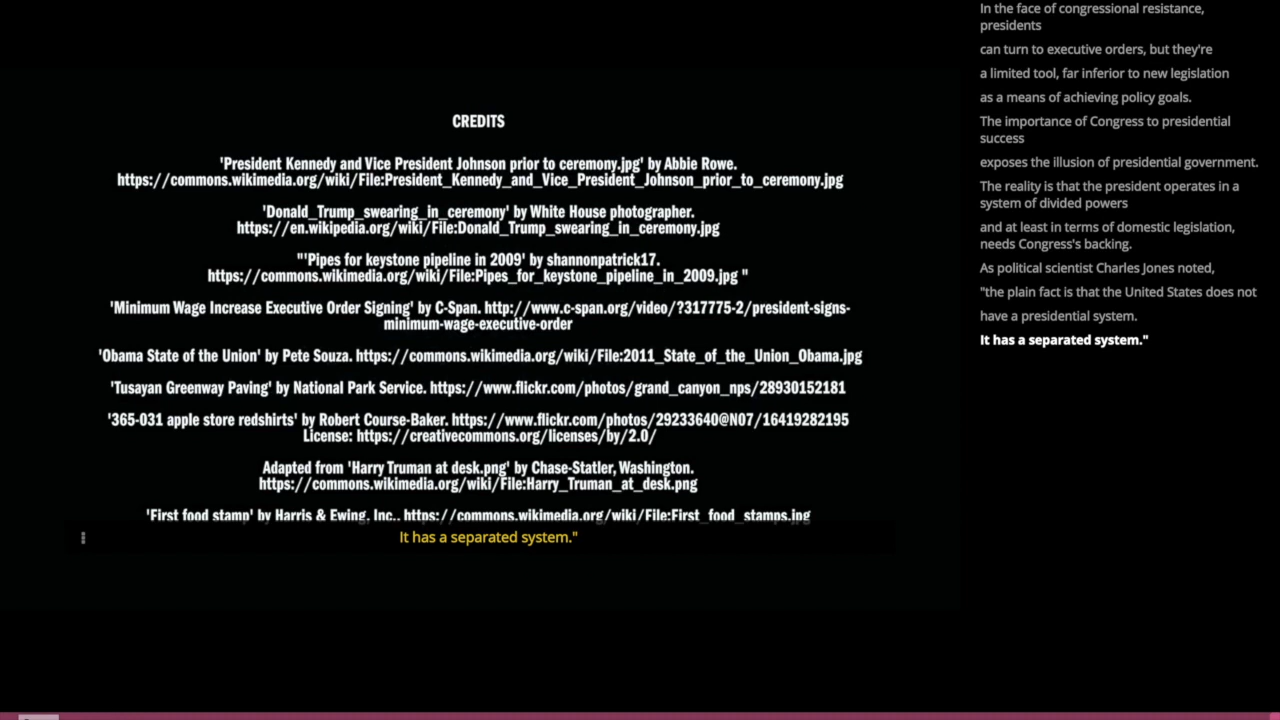 CREDITS
'President Kennedy and Vice President Johnson prior to ceremony.jpg' by Abbie Rowe.
https://commons.wikimedia.org/wiki/File:President_Kennedy_and_Vice_President_Johnson_prior_to_ceremony.jpg
'Donald_Trump_swearing_in_ceremony' by White House photographer.
https://en.wikipedia.org/wiki/File:Donald_Trump_swearing_in_ceremony.jpg
"'Pipes for keystone pipeline in 2009' by shannonpatrick17.
https://commons.wikimedia.org/wiki/File:Pipes_for_keystone_pipeline_in_2009.jpg "
'Minimum Wage Increase Executive Order Signing' by C-Span. http://www.c-span.org/video/?317775-2/president-signs-
minimum-wage-executive-order
'Obama State of the Union' by Pete Souza. https://commons.wikimedia.org/wiki/File:2011_State_of_the_Union_Obama.jpg
'Tusayan Greenway Paving' by National Park Service. https://www.flickr.com/photos/grand_canyon_nps/28930152181
'365-031 apple store redshirts' by Robert Course-Baker. https://www.flickr.com/photos/29233640@N07/16419282195
License: https://creativecommons.org/licenses/by/2.0/
Adapted from 'Harry Truman at desk.png' by Chase-Statler, Washington.
https://commons.wikimedia.org/wiki/File:Harry_Truman_at_desk.png
'First food stamp' by Harris & Ewing, Inc.. https://commons.wikimedia.org/wiki/File:First_food_stamps.jpg
It has a separated system."
In the face of congressional resistance,
presidents
can turn to executive orders, but they're
a limited tool, far inferior to new legislation
as a means of achieving policy goals.
The importance of Congress to presidential
success
exposes the illusion of presidential government.
The reality is that the president operates in a
system of divided powers
and at least in terms of domestic legislation,
needs Congress's backing.
As political scientist Charles Jones noted,
"the plain fact is that the United States does not
have a presidential system.
It has a separated system."